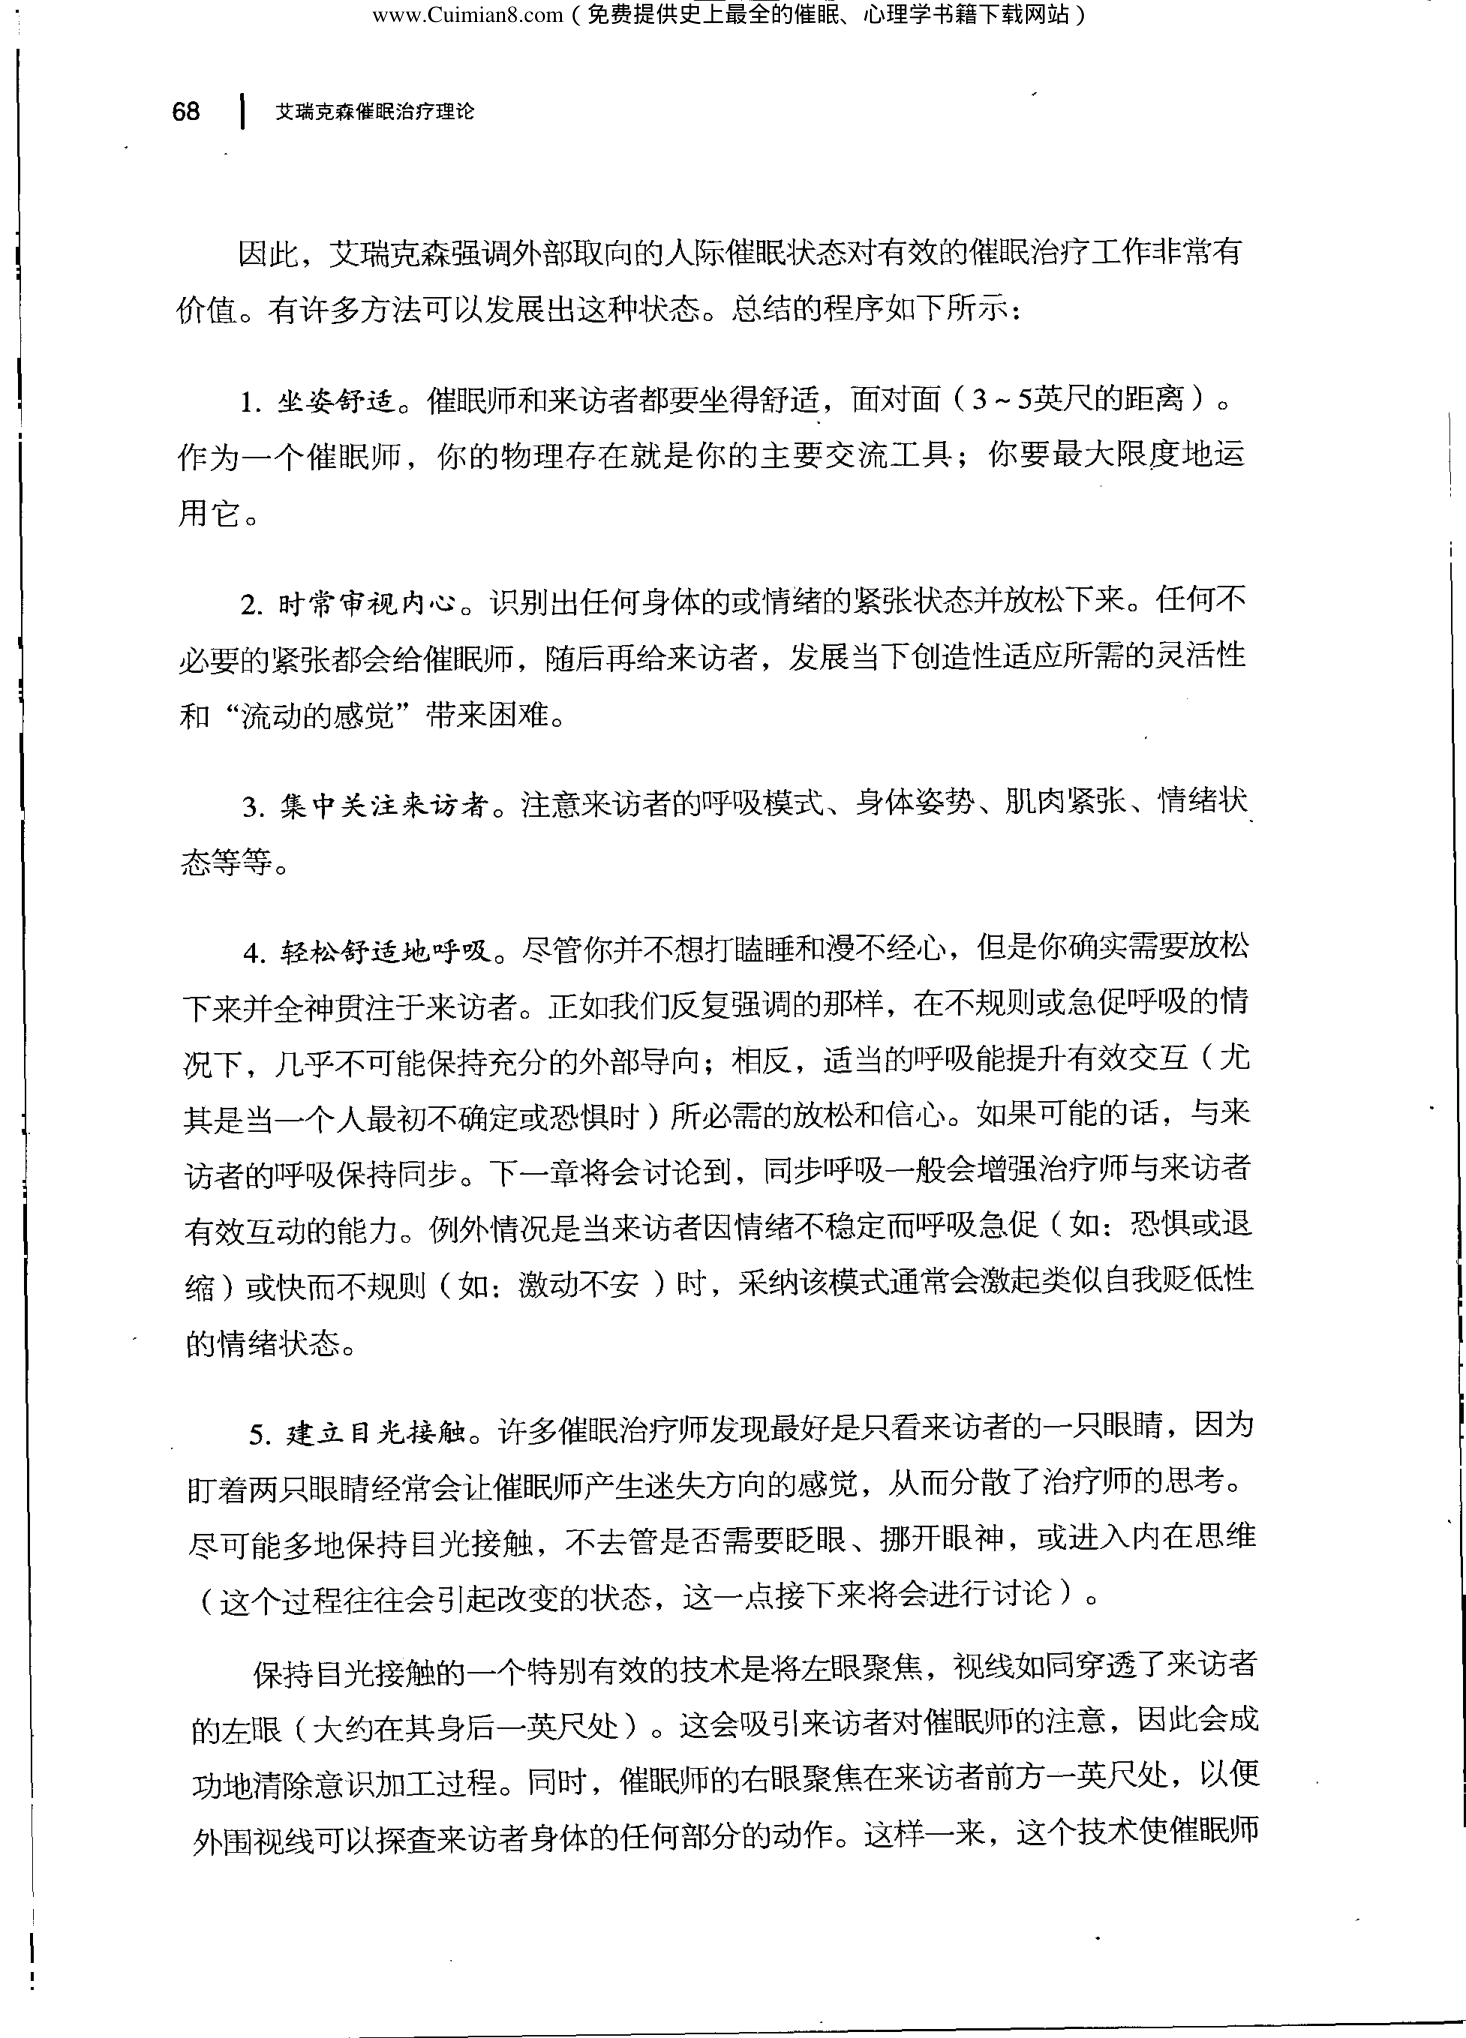 www.Cuimian8.com（免费提供史上最全的催眠、心理学书籍下载网站）
68 艾瑞克森催眠治疗理论
因此，艾瑞克森强调外部取向的人际催眠状态对有效的催眠治疗工作非常有
价值。有许多方法可以发展出这种状态。总结的程序如下所示：
1. 坐姿舒适。催眠师和来访者都要坐得舒适，面对面（3～5英尺的距离）。
作为一个催眠师，你的物理存在就是你的主要交流工具；你要最大限度地运
用它。
2. 时常审视内心。识别出任何身体的或情绪的紧张状态并放松下来。任何不
必要的紧张都会给催眠师，随后再给来访者，发展当下创造性适应所需的灵活性
和“流动的感觉”带来困难。
3. 集中关注来访者。注意来访者的呼吸模式、身体姿势、肌肉紧张、情绪状
态等等。
4. 轻松舒适地呼吸。尽管你并不想打瞌睡和漫不经心，但是你确实需要放松
下来并全神贯注于来访者。正如我们反复强调的那样，在不规则或急促呼吸的情
况下，几乎不可能保持充分的外部导向；相反，适当的呼吸能提升有效交互（尤
其是当一个人最初不确定或恐惧时）所必需的放松和信心。如果可能的话，与来
访者的呼吸保持同步。下一章将会讨论到，同步呼吸一般会增强治疗师与来访者
有效互动的能力。例外情况是当来访者因情绪不稳定而呼吸急促（如：恐惧或退
缩）或快而不规则（如：激动不安 ）时，采纳该模式通常会激起类似自我贬低性
的情绪状态。
5. 建立目光接触。许多催眠治疗师发现最好是只看来访者的一只眼睛，因为
盯着两只眼睛经常会让催眠师产生迷失方向的感觉，从而分散了治疗师的思考。
尽可能多地保持目光接触，不去管是否需要眨眼、挪开眼神，或进入内在思维
（这个过程往往会引起改变的状态，这一点接下来将会进行讨论）。
保持目光接触的一个特别有效的技术是将左眼聚焦，视线如同穿透了来访者
的左眼（大约在其身后一英尺处）。这会吸引来访者对催眠师的注意，因此会成
功地清除意识加工过程。同时，催眠师的右眼聚焦在来访者前方一英尺处，以便
外围视线可以探查来访者身体的任何部分的动作。这样一来，这个技术使催眠师